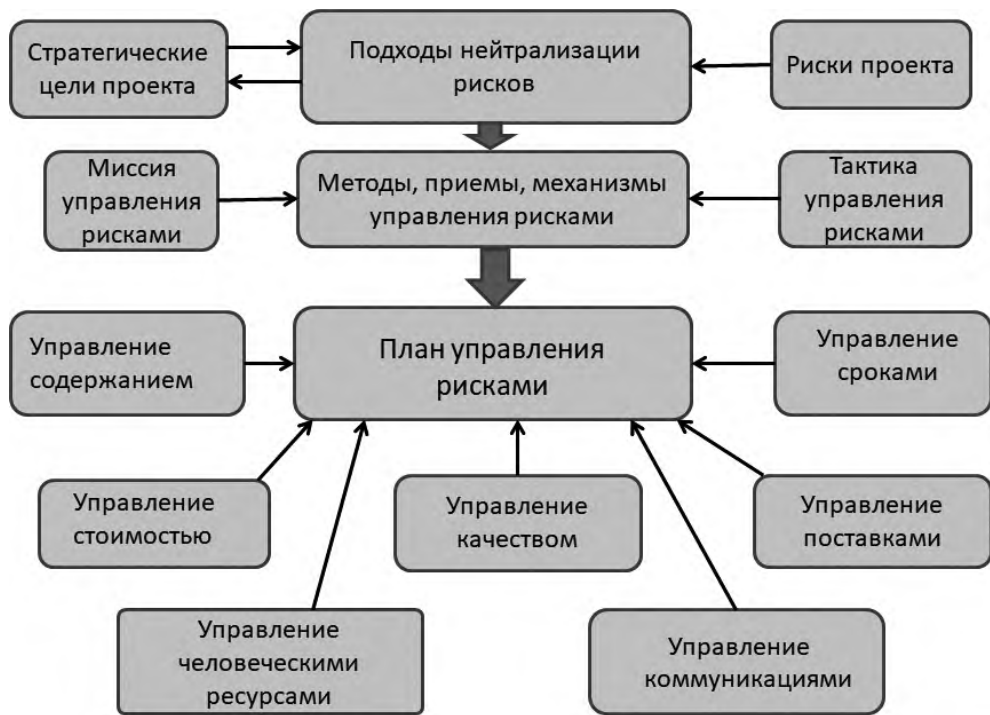 Стратегические
цели проекта
Подходы нейтрализации
рисков
Риски проекта
Миссия
управления
рисками
Методы, приемы, механизмы
управления рисками
Тактика
управления
рисками
Управление
содержанием
План управления
рисками
Управление
сроками
Управление
стоимостью
Управление
качеством
Управление
поставками
Управление
человеческими
ресурсами
Управление
коммуникациями